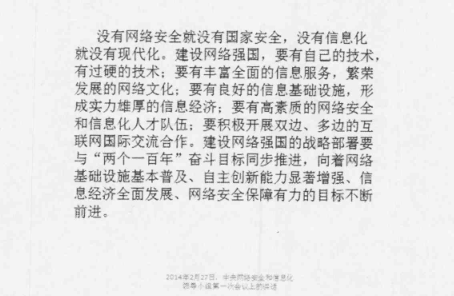 没有网络安全就没有国家安全，没有信息化
就没有现代化。建设网络强国，要有自己的技术，
有过硬的技术；要有丰富全面的信息服务，繁荣
发展的网络文化；要有良好的信息基础设施，形
成实力雄厚的信息经济；要有高素质的网络安全
和信息化人才队伍；要积极开展双边、多边的互
联网国际交流合作。建设网络强国的战略部署要
与“两个一百年”奋斗目标同步推进，向着网络
基础设施基本普及、自主创新能力显著增强、信
息经济全面发展、网络安全保障有力的目标不断
前进。
2014年2月27日，中央网络安全和信息化
领导小组第一次会议上的讲话